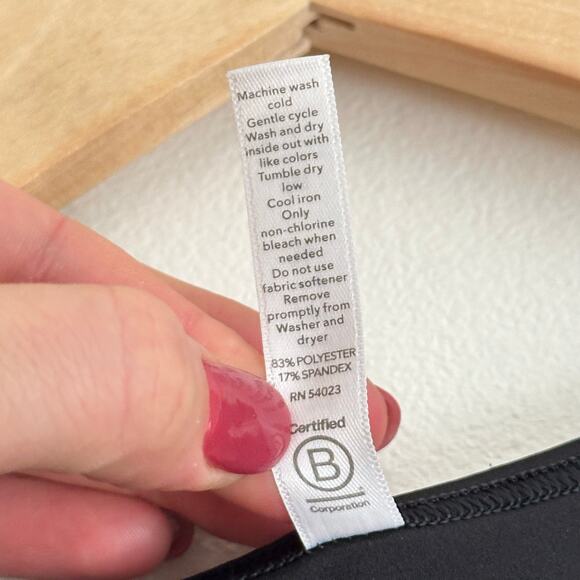 Machine wash
cold
Gentle cycle
Wash and dry
inside out with
like colors
Tumble dry
low
Cool iron
Only
non-chlorine
bleach when
needed
Do not use
fabric softener
Remove
promptly from
Washer and
dryer
83% POLYESTER
17% SPANDEX
RN 54023
Certified
B
Corporation